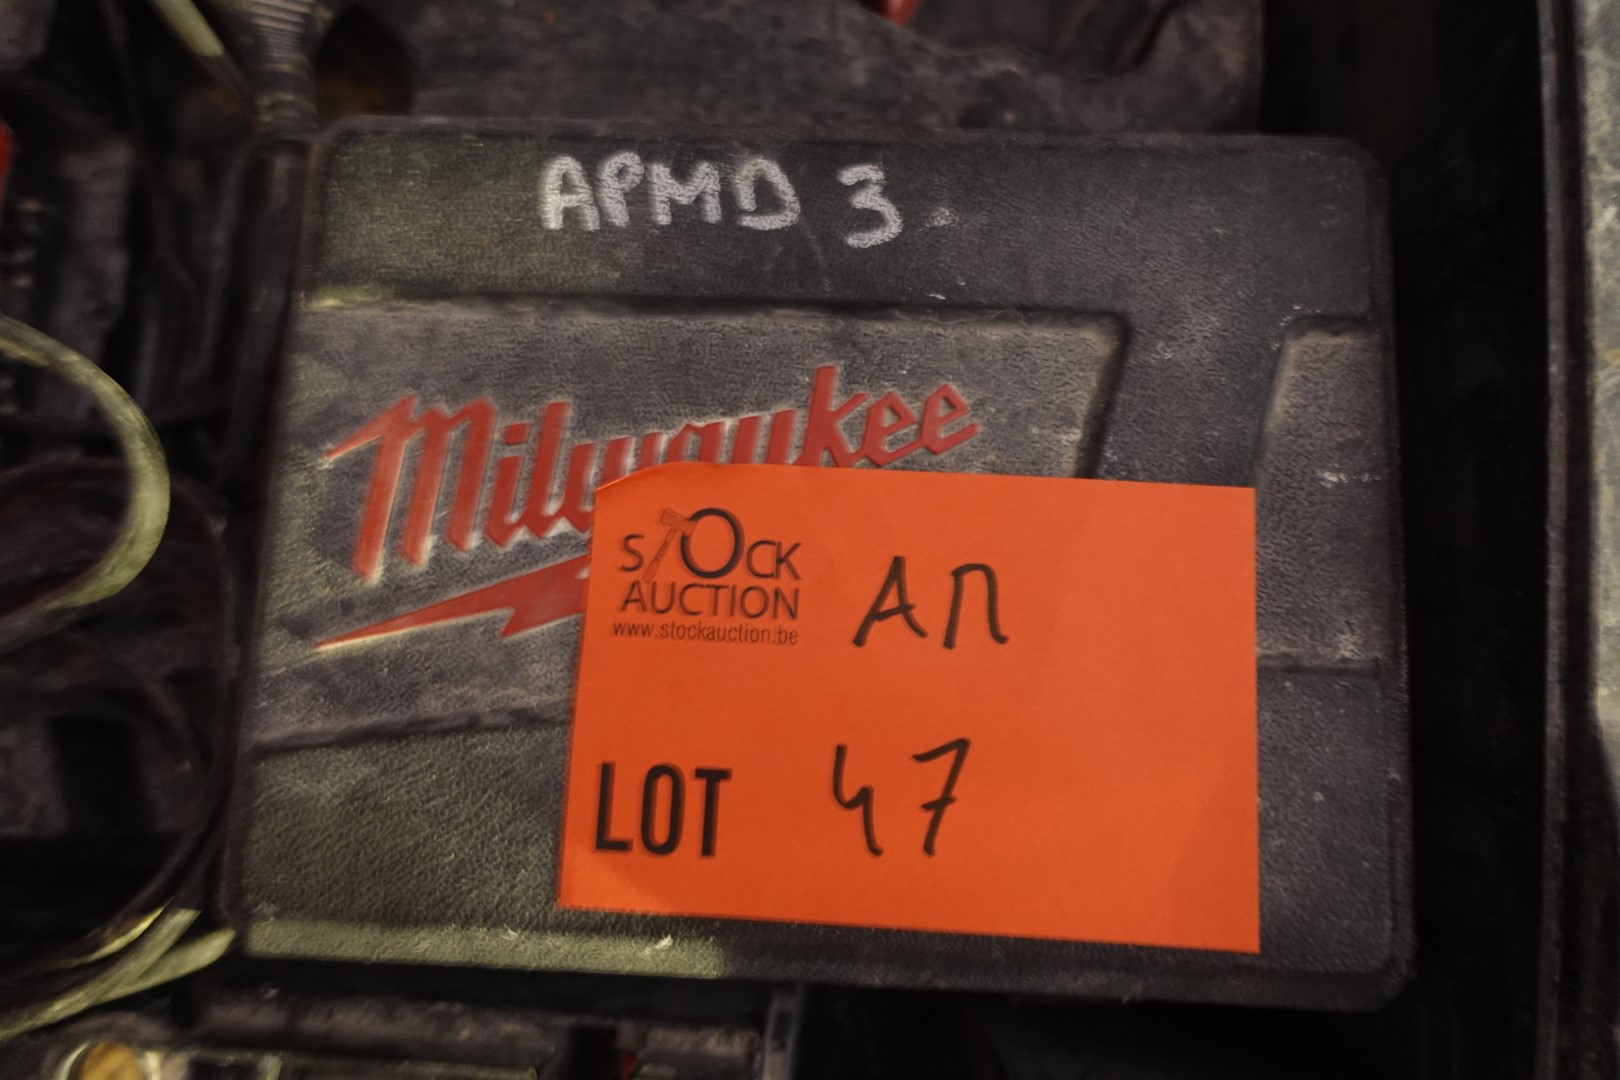 APMD 3
Milwaukee
STOCK
AUCTION
www.stockauction.be
AП
LOT 47